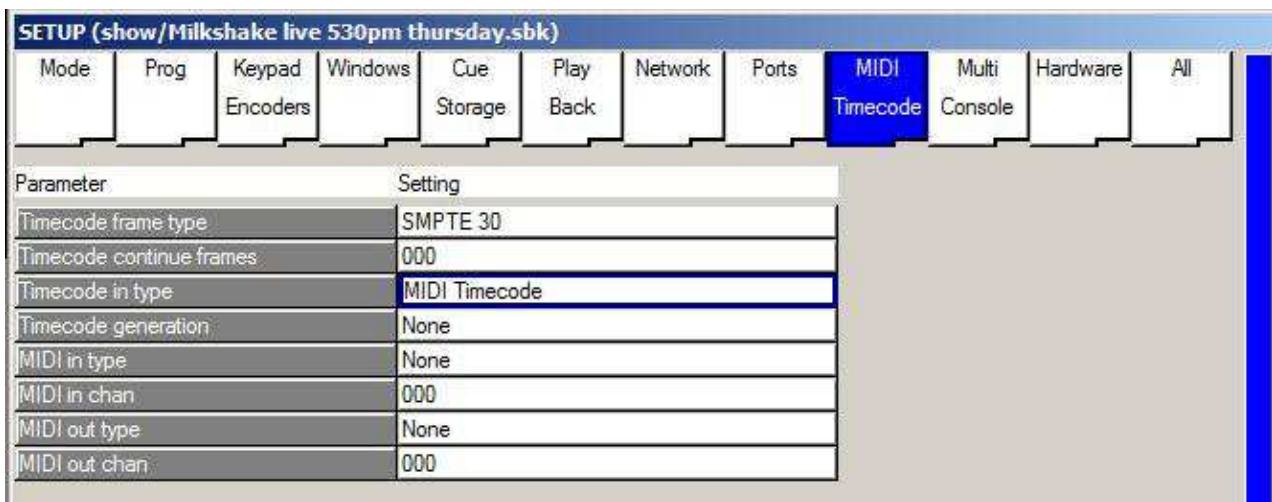 SETUP (show/Milkshake live 530pm thursday.sbk)
Mode Prog Keypad Encoders Windows Cue Storage Play Back Network Ports MIDI Timecode Multi Console Hardware All
Parameter Setting
Timecode frame type SMPTE 30
Timecode continue frames 000
Timecode in type MIDI Timecode
Timecode generation None
MIDI in type None
MIDI in chan 000
MIDI out type None
MIDI out chan 000